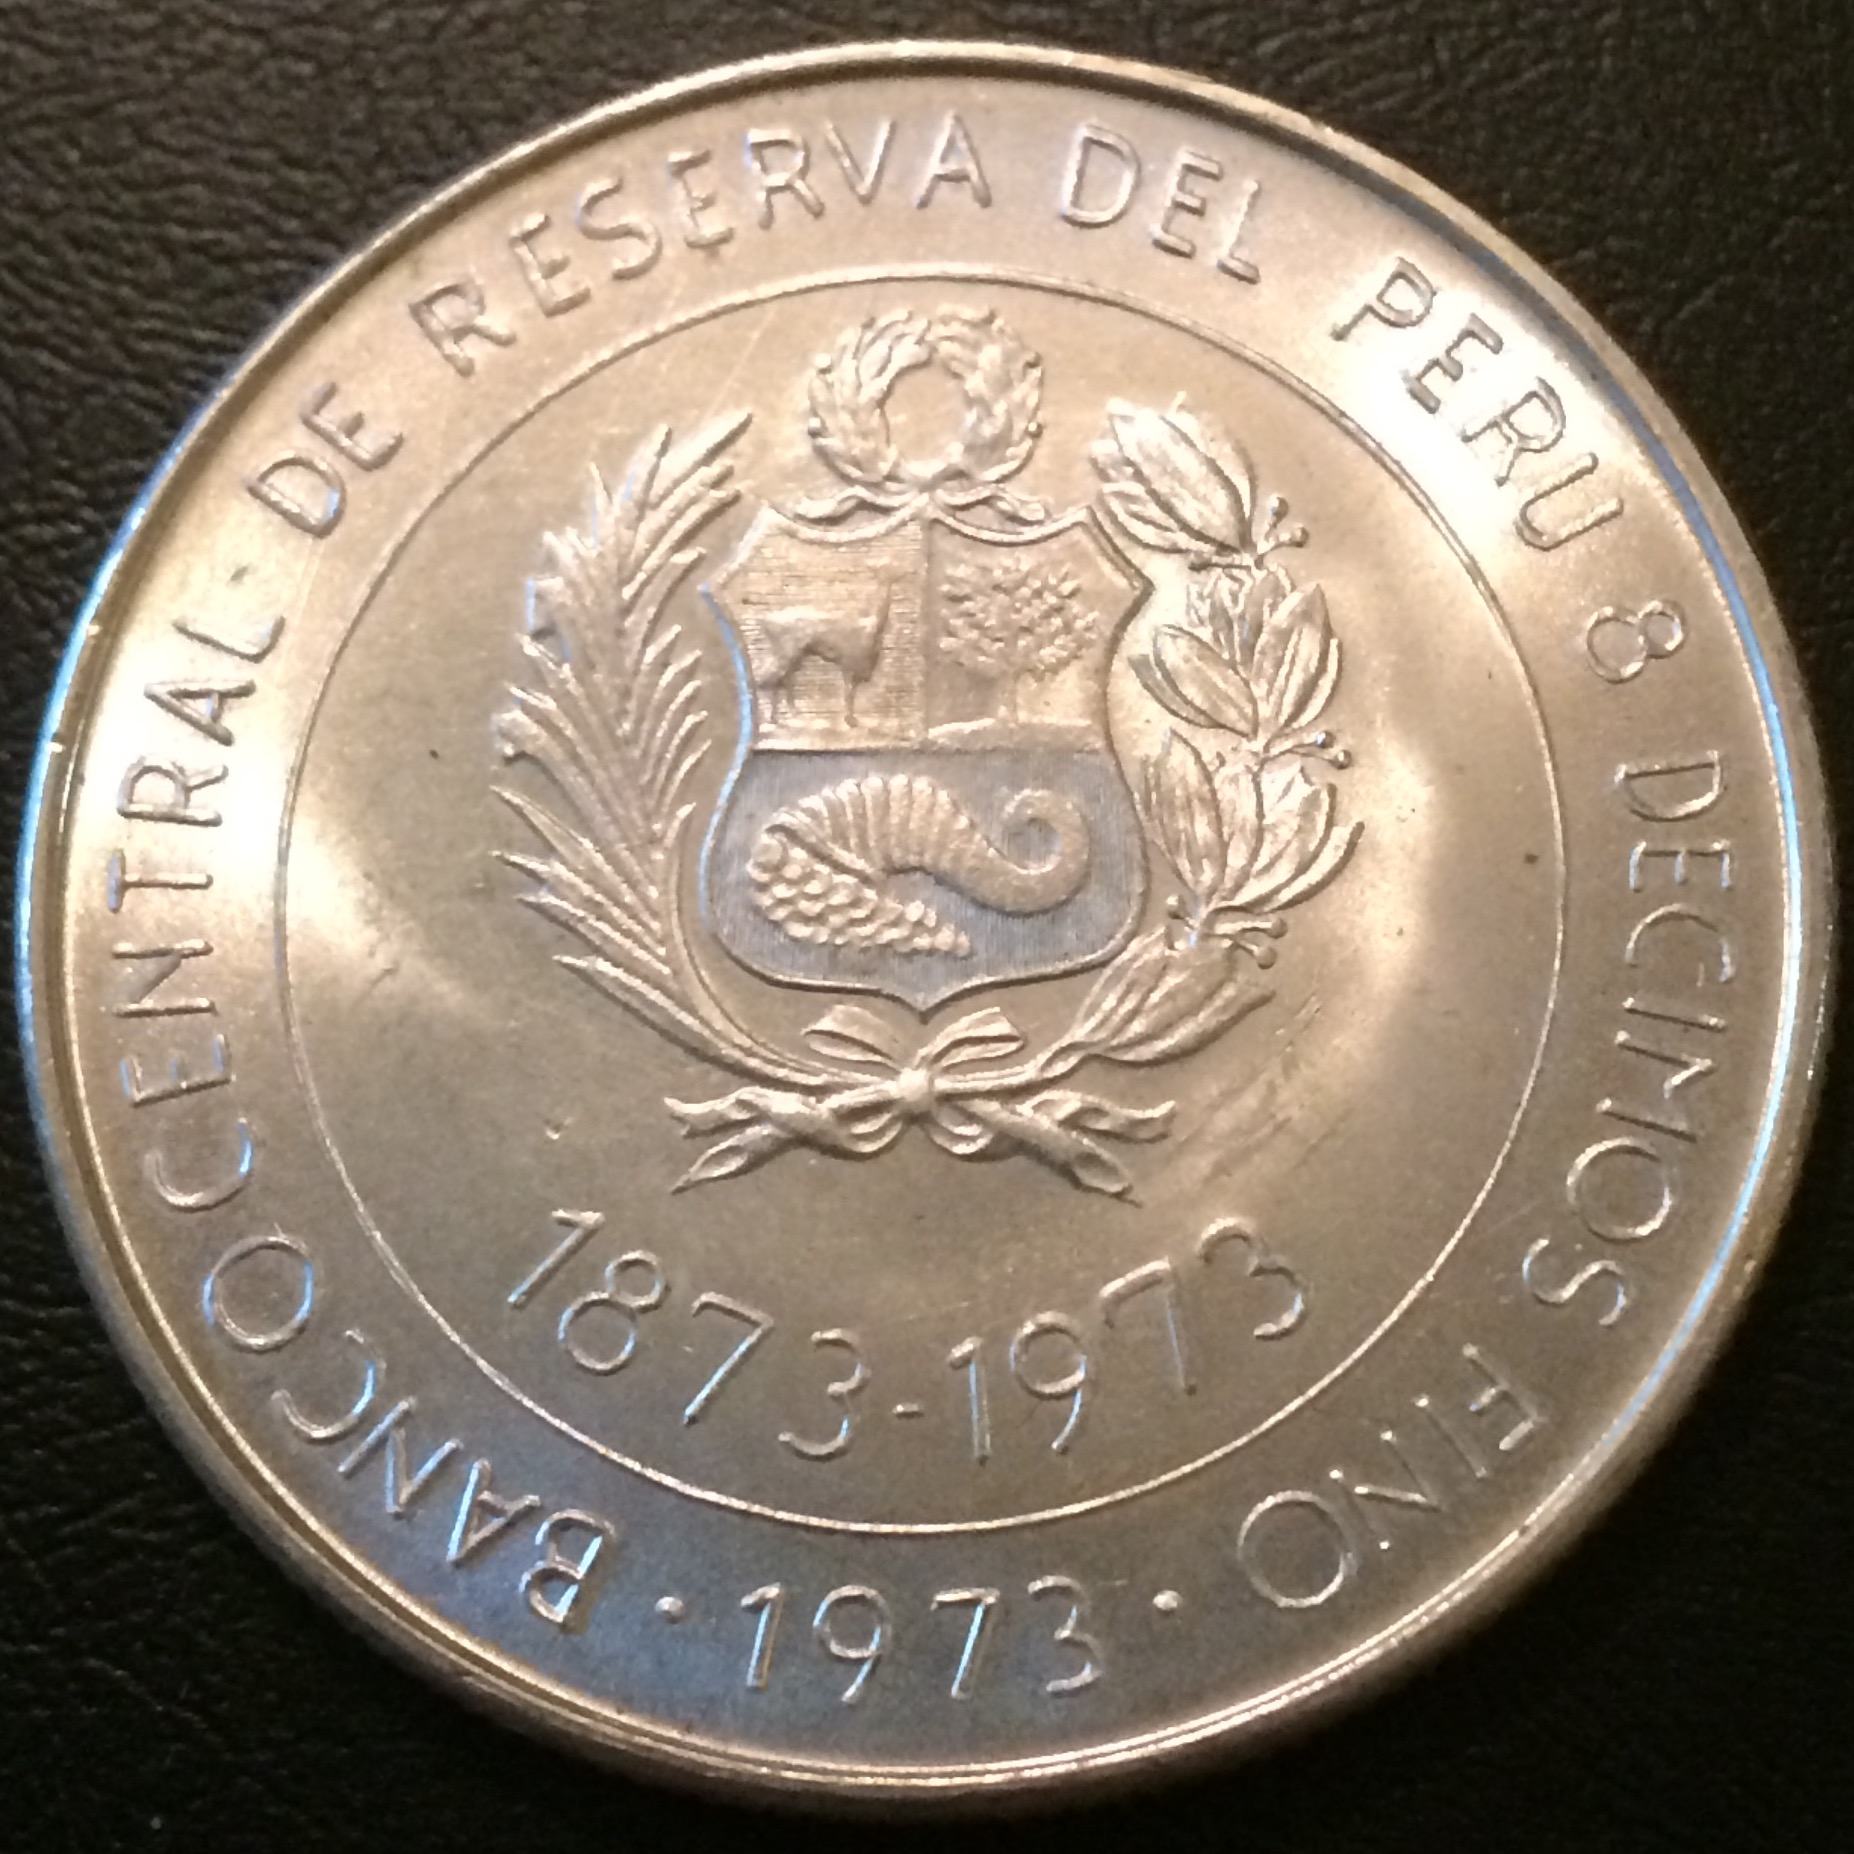 BANCO CENTRAL DE RESERVA DEL PERU 8 DECIMOS FINO
1873-1973
· 1973 ·